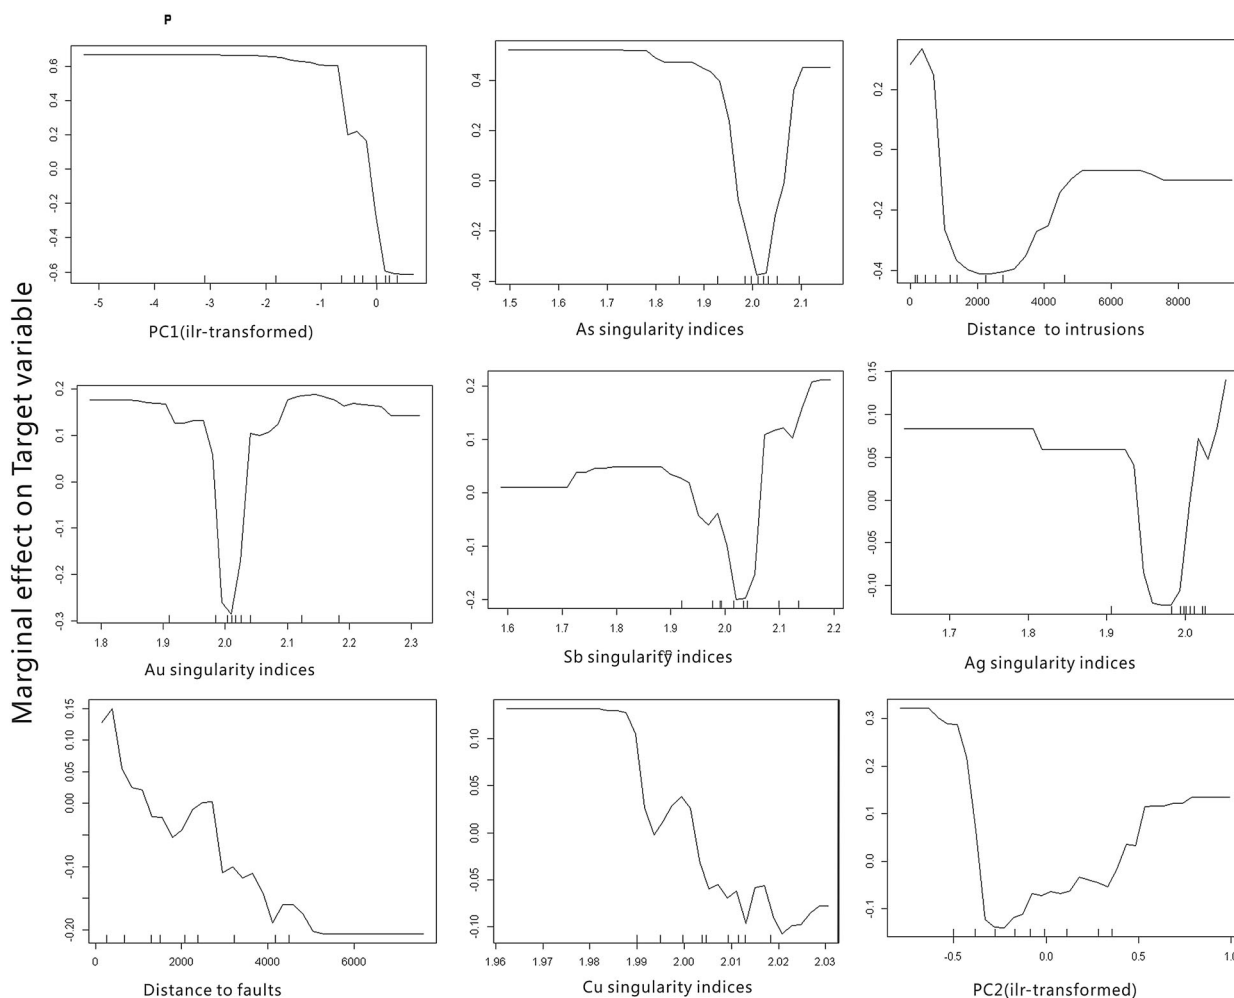 P
Marginal effect on Target variable
0.6
0.4
0.2
0.0
-0.2
-0.4
-0.6
-5 -4 -3 -2 -1 0
PC1(ilr-transformed)
0.4
0.2
0.0
-0.2
-0.4
1.5 1.6 1.7 1.8 1.9 2.0 2.1
As singularity indices
0.2
0.0
-0.2
-0.4
0 2000 4000 6000 8000
Distance to intrusions
0.2
0.1
0.0
-0.1
-0.2
-0.3
1.8 1.9 2.0 2.1 2.2 2.3
Au singularity indices
0.2
0.1
0.0
-0.1
-0.2
1.6 1.7 1.8 1.9 2.0 2.1 2.2
Sb singularity indices
0.15
0.10
0.05
0.00
-0.05
-0.10
1.7 1.8 1.9 2.0
Ag singularity indices
0.15
0.10
0.05
0.00
-0.10
-0.20
0 2000 4000 6000
Distance to faults
0.10
0.05
0.00
-0.05
-0.10
1.96 1.97 1.98 1.99 2.00 2.01 2.02 2.03
Cu singularity indices
0.3
0.2
0.1
0.0
-0.1
-0.5 0.0 0.5 1.0
PC2(ilr-transformed)